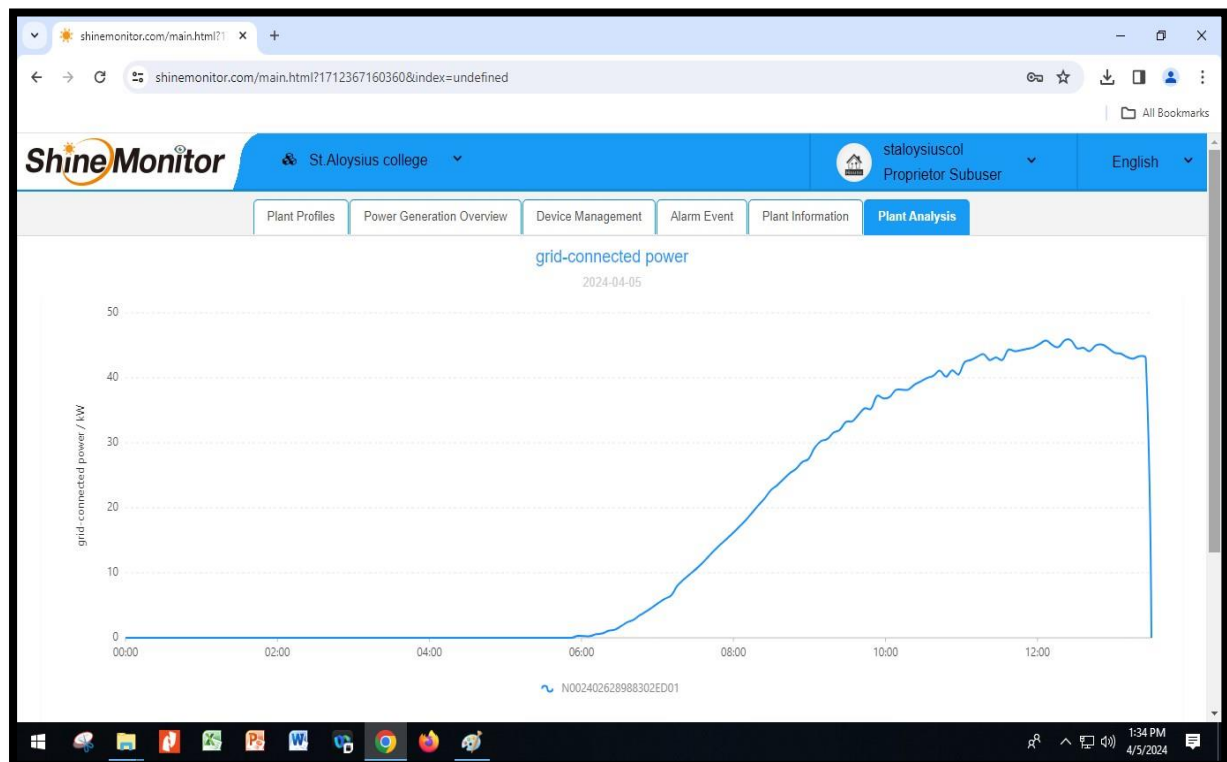 shinemonitor.com/main.html?1
shinemonitor.com/main.html?1712367160360&index=undefined
All Bookmarks
ShineMonitor
St.Aloysius college
staloysiuscol
Proprietor Subuser
English
Plant Profiles
Power Generation Overview
Device Management
Alarm Event
Plant Information
Plant Analysis
grid-connected power
2024-04-05
grid-connected power / kW
50
40
30
20
10
0
00:00 02:00 04:00 06:00 08:00 10:00 12:00
N002402628988302ED01
1:34 PM
4/5/2024